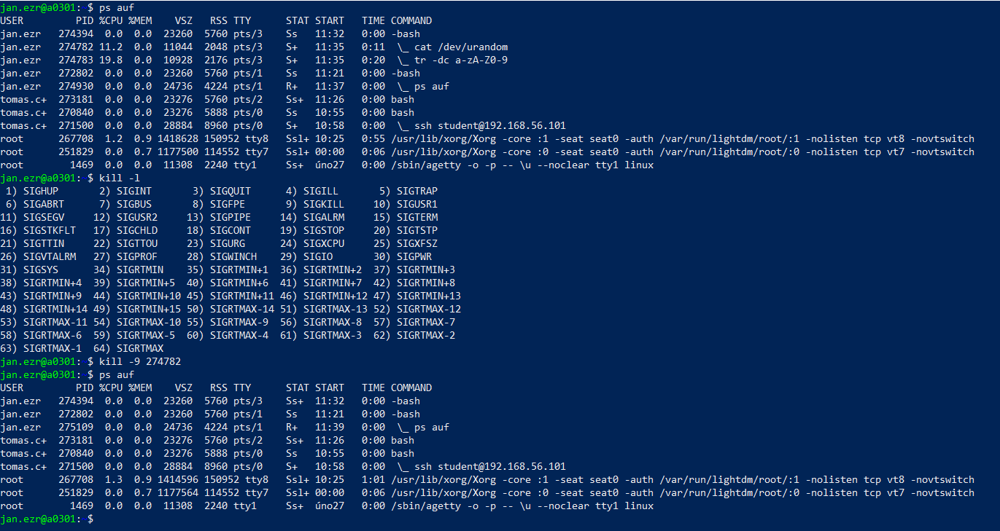 jan.ezr@a0301: $ ps auf
USER         PID %CPU %MEM    VSZ   RSS TTY      STAT START   TIME COMMAND
jan.ezr   274394  0.0  0.0  23260  5760 pts/3    Ss   11:32   0:00 -bash
jan.ezr   274782 11.2  0.0  11044  2048 pts/3    S+   11:35   0:11  \_ cat /dev/urandom
jan.ezr   274783 19.8  0.0  10928  2176 pts/3    S+   11:35   0:20  \_ tr -dc a-zA-Z0-9
jan.ezr   272802  0.0  0.0  23260  5760 pts/1    Ss   11:21   0:00 -bash
jan.ezr   274930  0.0  0.0  24736  4224 pts/1    R+   11:37   0:00  \_ ps auf
tomas.c+  273181  0.0  0.0  23276  5760 pts/2    Ss+  11:26   0:00 bash
tomas.c+  270840  0.0  0.0  23276  5888 pts/0    Ss   10:55   0:00 bash
tomas.c+  271500  0.0  0.0  28884  8960 pts/0    S+   10:58   0:00  \_ ssh student@192.168.56.101
root      267708  1.2  0.9 1418628 150952 tty8   Ssl+ 10:25   0:55 /usr/lib/xorg/Xorg -core :1 -seat seat0 -auth /var/run/lightdm/root/:1 -nolisten tcp vt8 -novtswitch
root      251829  0.0  0.7 1177500 114552 tty7   Ssl+ 00:00   0:06 /usr/lib/xorg/Xorg -core :0 -seat seat0 -auth /var/run/lightdm/root/:0 -nolisten tcp vt7 -novtswitch
root        1469  0.0  0.0  11308  2240 tty1     Ss+  úno27   0:00 /sbin/agetty -o -p -- \u --noclear tty1 linux
jan.ezr@a0301: $ kill -l
 1) SIGHUP       2) SIGINT       3) SIGQUIT      4) SIGILL       5) SIGTRAP
 6) SIGABRT      7) SIGBUS       8) SIGFPE       9) SIGKILL     10) SIGUSR1
11) SIGSEGV     12) SIGUSR2     13) SIGPIPE     14) SIGALRM     15) SIGTERM
16) SIGSTKFLT   17) SIGCHLD     18) SIGCONT     19) SIGSTOP     20) SIGTSTP
21) SIGTTIN     22) SIGTTOU     23) SIGURG      24) SIGXCPU     25) SIGXFSZ
26) SIGVTALRM   27) SIGPROF     28) SIGWINCH    29) SIGIO       30) SIGPWR
31) SIGSYS      34) SIGRTMIN    35) SIGRTMIN+1  36) SIGRTMIN+2  37) SIGRTMIN+3
38) SIGRTMIN+4  39) SIGRTMIN+5  40) SIGRTMIN+6  41) SIGRTMIN+7  42) SIGRTMIN+8
43) SIGRTMIN+9  44) SIGRTMIN+10 45) SIGRTMIN+11 46) SIGRTMIN+12 47) SIGRTMIN+13
48) SIGRTMIN+14 49) SIGRTMIN+15 50) SIGRTMAX-14 51) SIGRTMAX-13 52) SIGRTMAX-12
53) SIGRTMAX-11 54) SIGRTMAX-10 55) SIGRTMAX-9  56) SIGRTMAX-8  57) SIGRTMAX-7
58) SIGRTMAX-6  59) SIGRTMAX-5  60) SIGRTMAX-4  61) SIGRTMAX-3  62) SIGRTMAX-2
63) SIGRTMAX-1  64) SIGRTMAX
jan.ezr@a0301: $ kill -9 274782
jan.ezr@a0301: $ ps auf
USER         PID %CPU %MEM    VSZ   RSS TTY      STAT START   TIME COMMAND
jan.ezr   274394  0.0  0.0  23260  5760 pts/3    Ss+  11:32   0:00 -bash
jan.ezr   272802  0.0  0.0  23260  5760 pts/1    Ss   11:21   0:00 -bash
jan.ezr   275109  0.0  0.0  24736  4224 pts/1    R+   11:39   0:00  \_ ps auf
tomas.c+  273181  0.0  0.0  23276  5760 pts/2    Ss+  11:26   0:00 bash
tomas.c+  270840  0.0  0.0  23276  5888 pts/0    Ss   10:55   0:00 bash
tomas.c+  271500  0.0  0.0  28884  8960 pts/0    S+   10:58   0:00  \_ ssh student@192.168.56.101
root      267708  1.3  0.9 1414596 150952 tty8   Ssl+ 10:25   1:01 /usr/lib/xorg/Xorg -core :1 -seat seat0 -auth /var/run/lightdm/root/:1 -nolisten tcp vt8 -novtswitch
root      251829  0.0  0.7 1177564 114552 tty7   Ssl+ 00:00   0:06 /usr/lib/xorg/Xorg -core :0 -seat seat0 -auth /var/run/lightdm/root/:0 -nolisten tcp vt7 -novtswitch
root        1469  0.0  0.0  11308  2240 tty1     Ss+  úno27   0:00 /sbin/agetty -o -p -- \u --noclear tty1 linux
jan.ezr@a0301: $